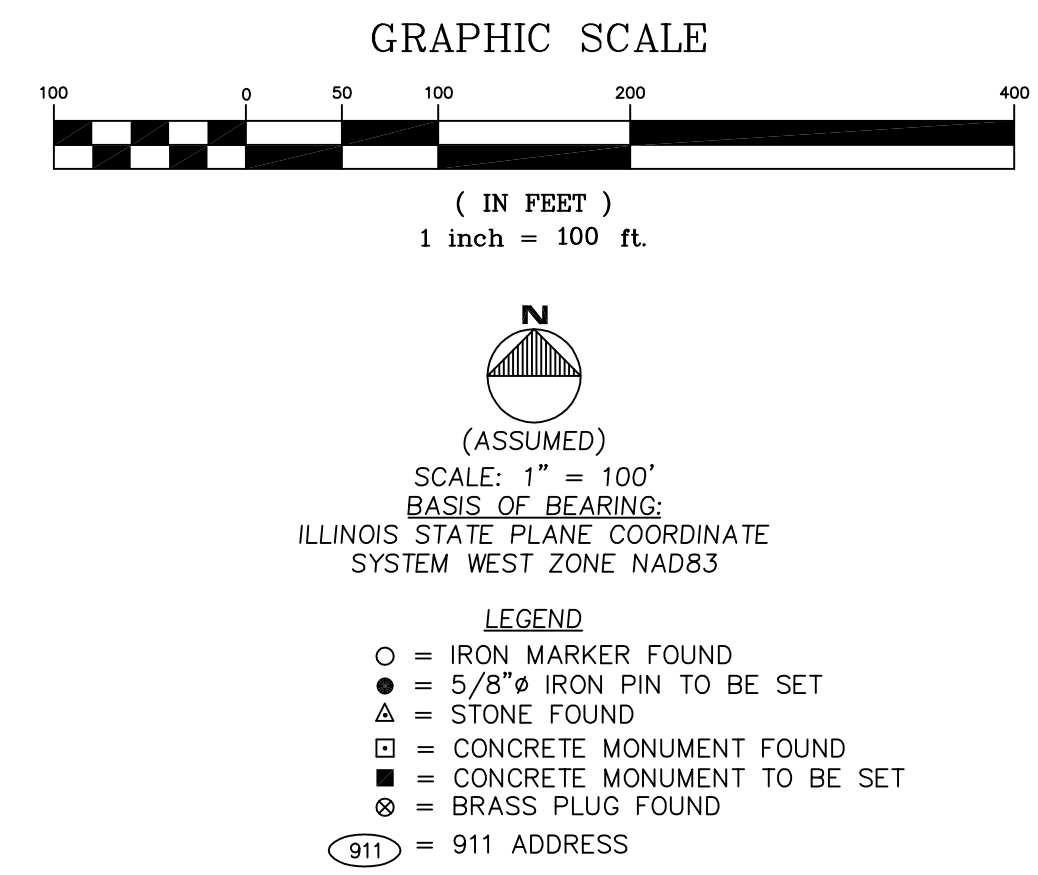 GRAPHIC SCALE
100 0 50 100 200 400
( IN FEET )
1 inch = 100 ft.
N
(ASSUMED)
SCALE: 1" = 100'
BASIS OF BEARING:
ILLINOIS STATE PLANE COORDINATE
SYSTEM WEST ZONE NAD83
LEGEND
= IRON MARKER FOUND
= 5/8"ø IRON PIN TO BE SET
= STONE FOUND
= CONCRETE MONUMENT FOUND
= CONCRETE MONUMENT TO BE SET
= BRASS PLUG FOUND
911 = 911 ADDRESS